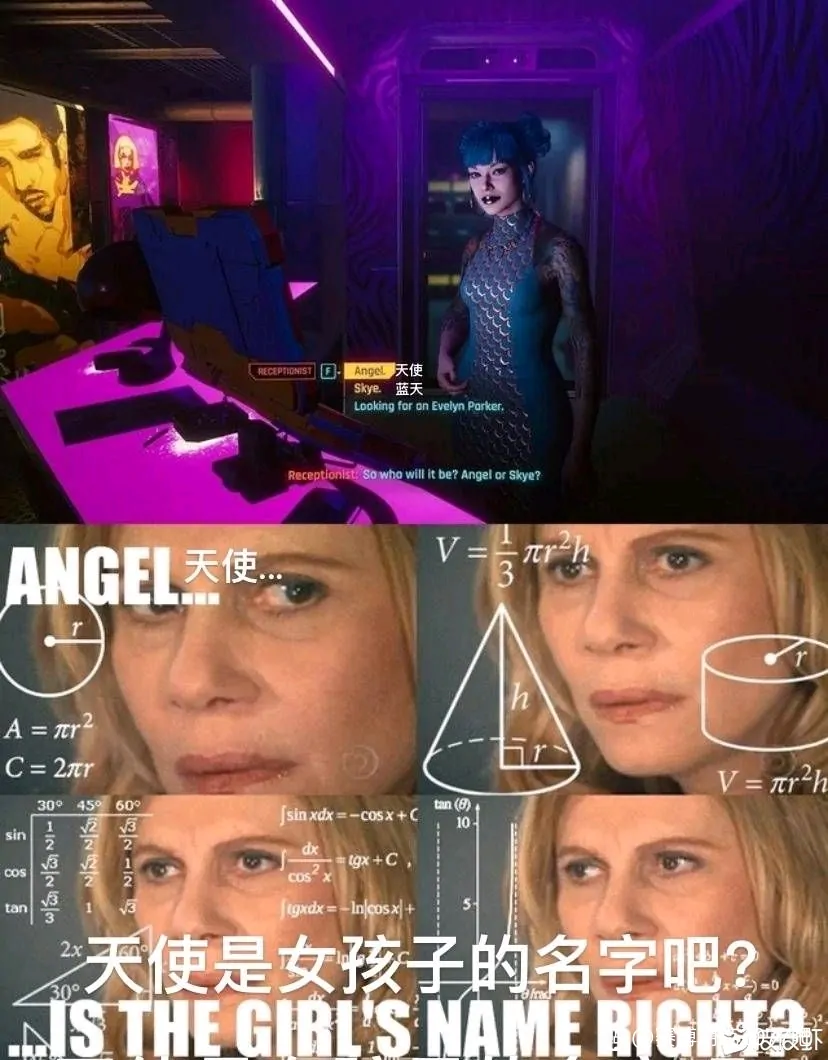 RECEPTIONIST F Angel. 天使
Skye. 蓝天
Looking for an Evelyn Parker.
Receptionist: So who will it be? Angel or Skye?
ANGEL... 天使...
r
A = πr²
C = 2πr
V = 1/3 πr²h
h
r
r
V = πr²h
30° 45° 60°
sin 1/2 √2/2 √3/2
cos √3/2 √2/2 1/2
tan √3/3 1 √3
∫sin xdx = −cos x + C
∫dx/cos² x = tgx + C ,
∫tgxdx = −ln|cos x| +
2x
60°
30°
tan (θ)
10
5
天使是女孩子的名字吧?
...IS THE GIRL'S NAME RIGHT?